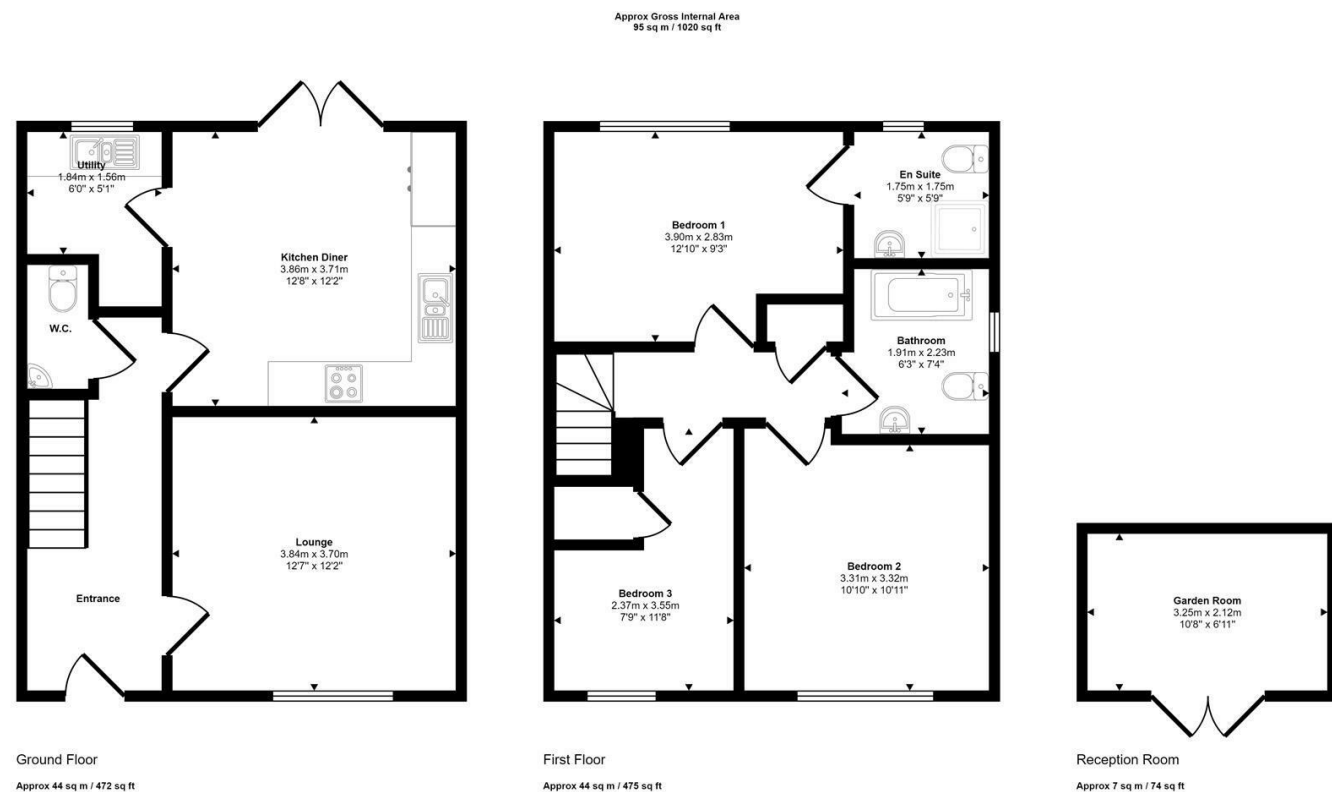 Approx Gross Internal Area
95 sq m / 1020 sq ft
Utility
1.84m x 1.56m
6'0" x 5'1"
Kitchen Diner
3.86m x 3.71m
12'8" x 12'2"
W.C.
Lounge
3.84m x 3.70m
12'7" x 12'2"
Entrance
Ground Floor
Approx 44 sq m / 472 sq ft
Bedroom 1
3.90m x 2.83m
12'10" x 9'3"
En Suite
1.75m x 1.75m
5'9" x 5'9"
Bathroom
1.91m x 2.23m
6'3" x 7'4"
Bedroom 3
2.37m x 3.55m
7'9" x 11'8"
Bedroom 2
3.31m x 3.32m
10'10" x 10'11"
First Floor
Approx 44 sq m / 475 sq ft
Garden Room
3.25m x 2.12m
10'8" x 6'11"
Reception Room
Approx 7 sq m / 74 sq ft